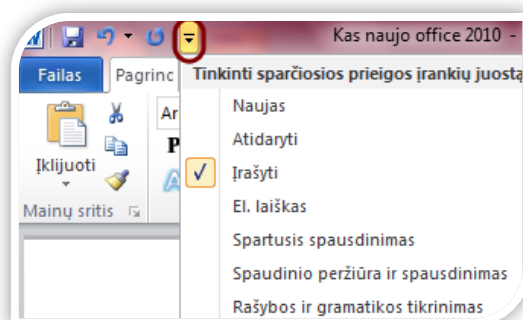 Kas naujo office 2010 -
Failas Pagrinc
Tinkinti sparčiosios prieigos įrankių juostą
Naujas
Ar
Atidaryti
P
Įklijuoti
Įrašyti
El. laiškas
Mainų sritis
Spartusis spausdinimas
Spaudinio peržiūra ir spausdinimas
Rašybos ir gramatikos tikrinimas